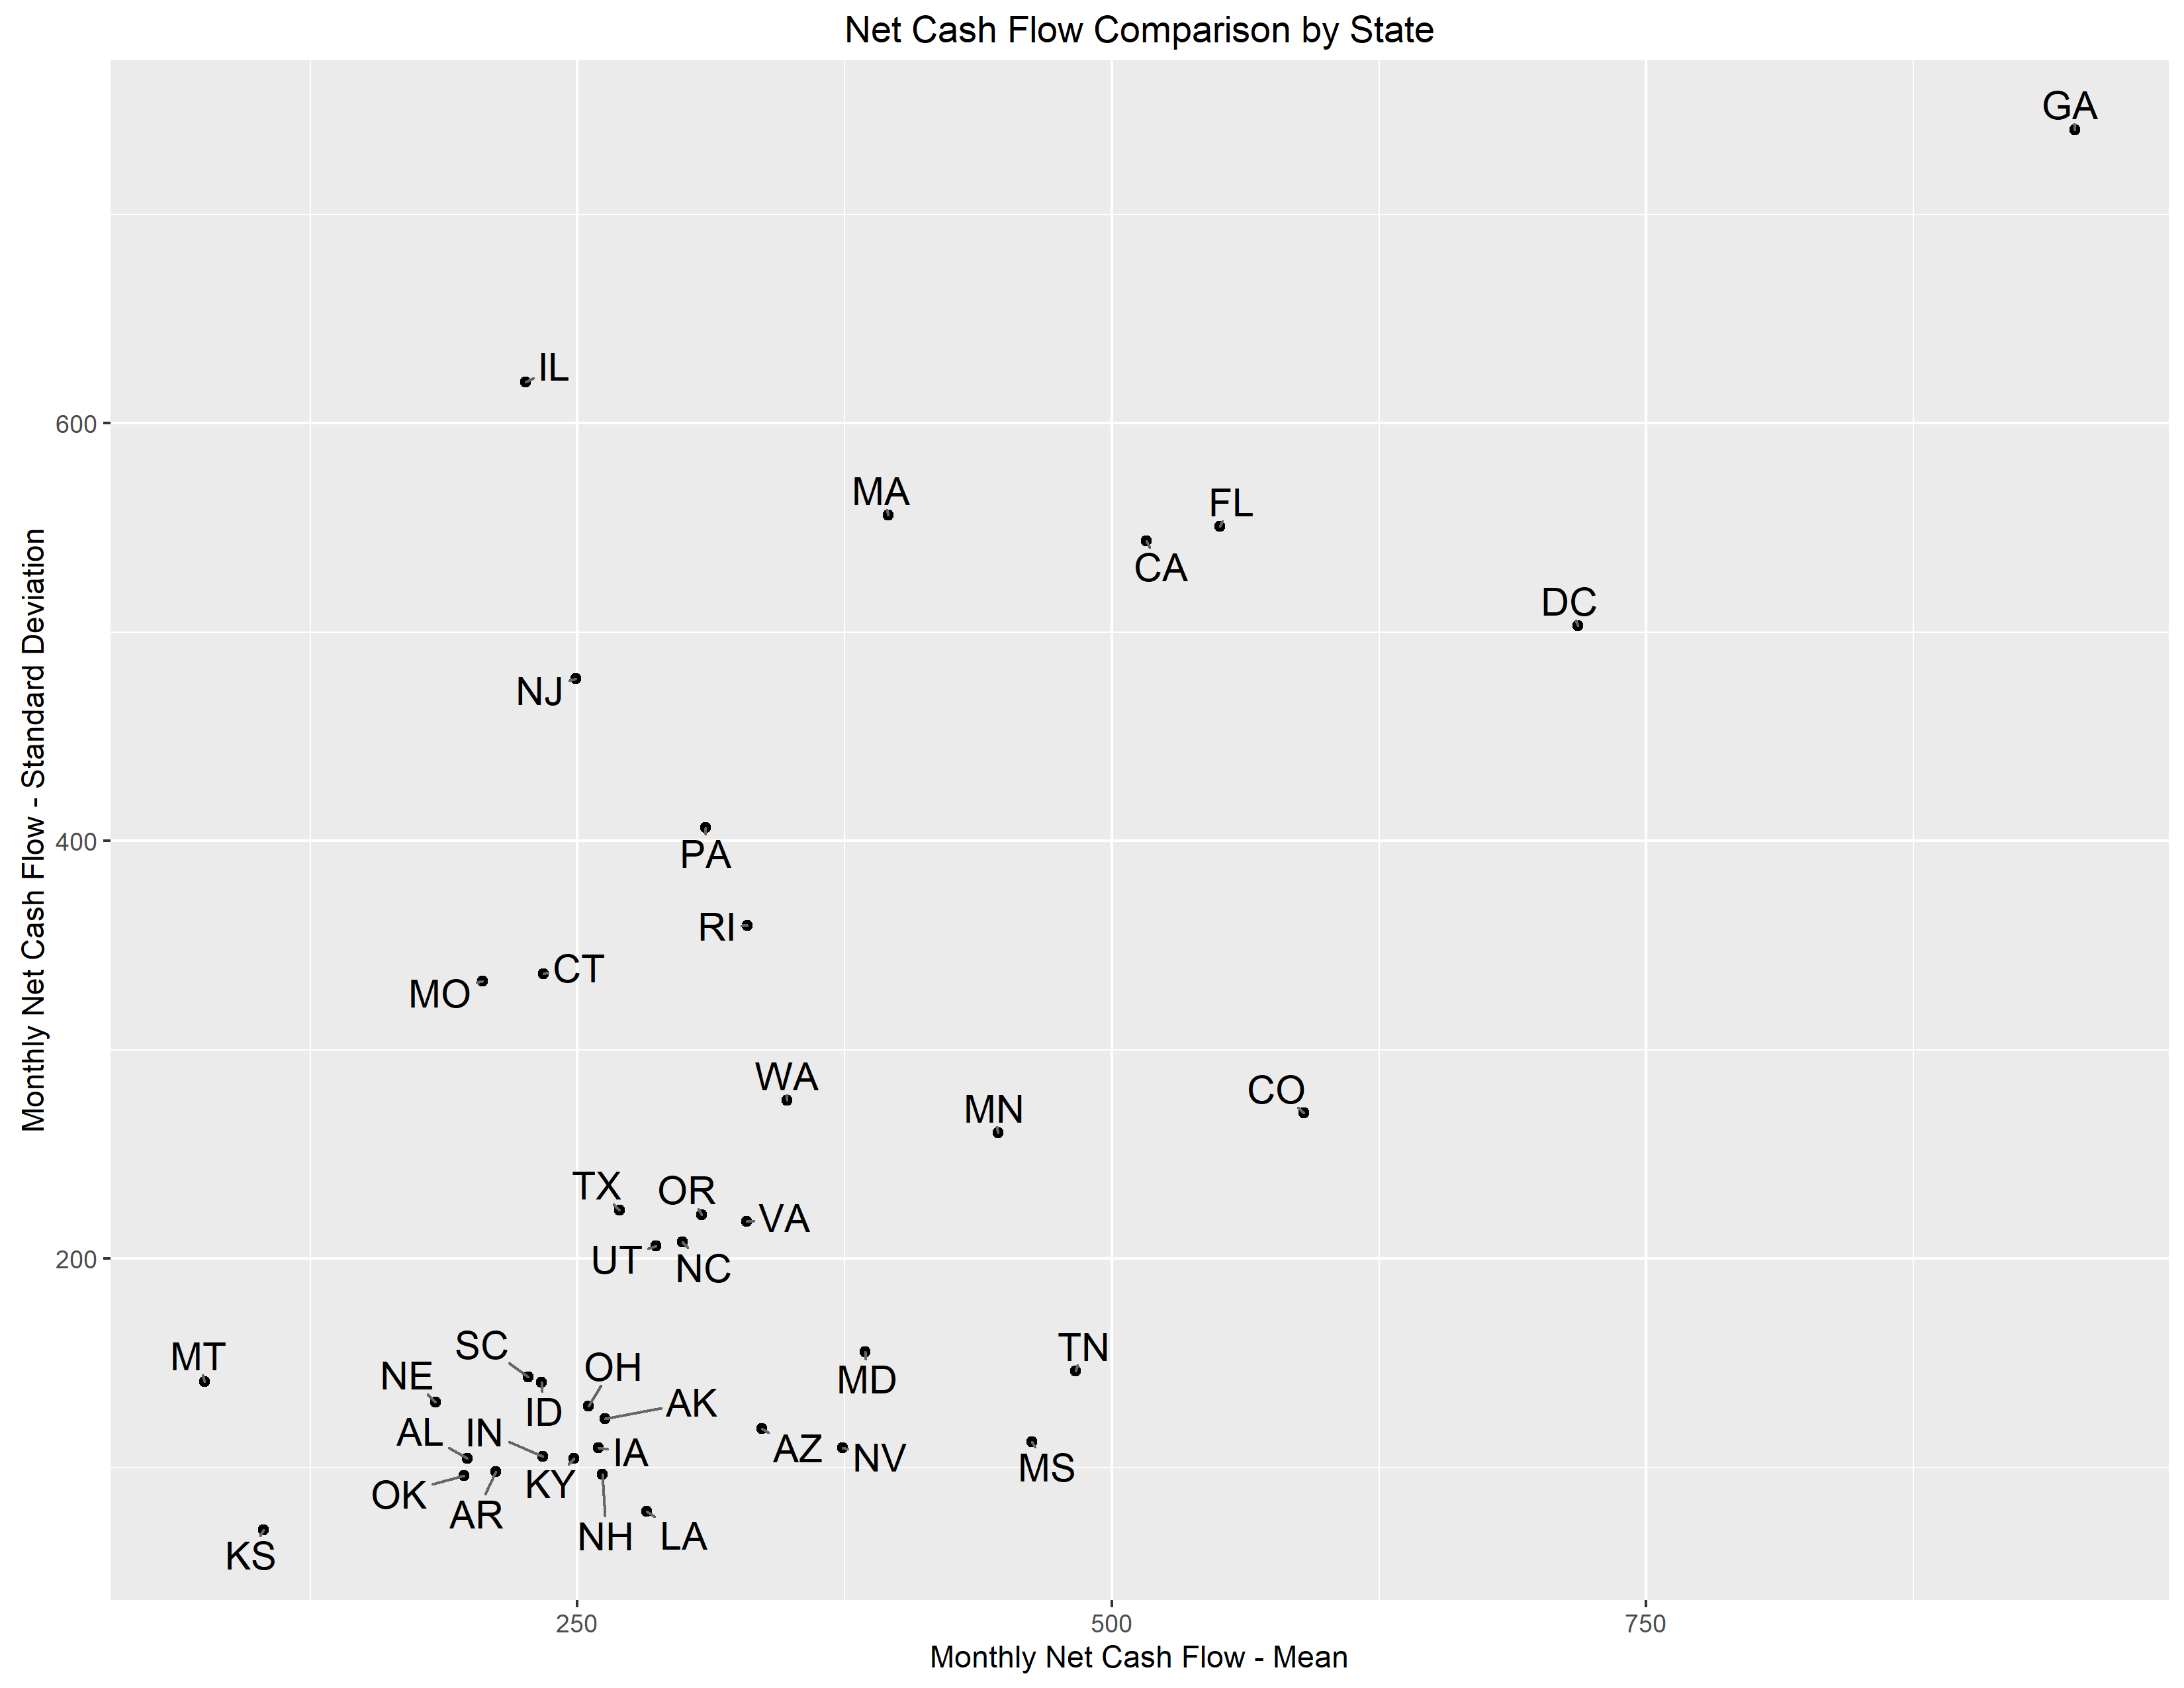 Net Cash Flow Comparison by State
GA
IL
600
MA
FL
CA
DC
NJ
Monthly Net Cash Flow - Standard Deviation
400
PA
RI
CT
MO
WA
CO
MN
TX
OR
VA
UT
NC
200
SC
TN
MT
OH
NE
MD
AK
ID
AL
IN
IA
AZ
NV
MS
KY
OK
AR
NH
LA
KS
250
500
750
Monthly Net Cash Flow - Mean